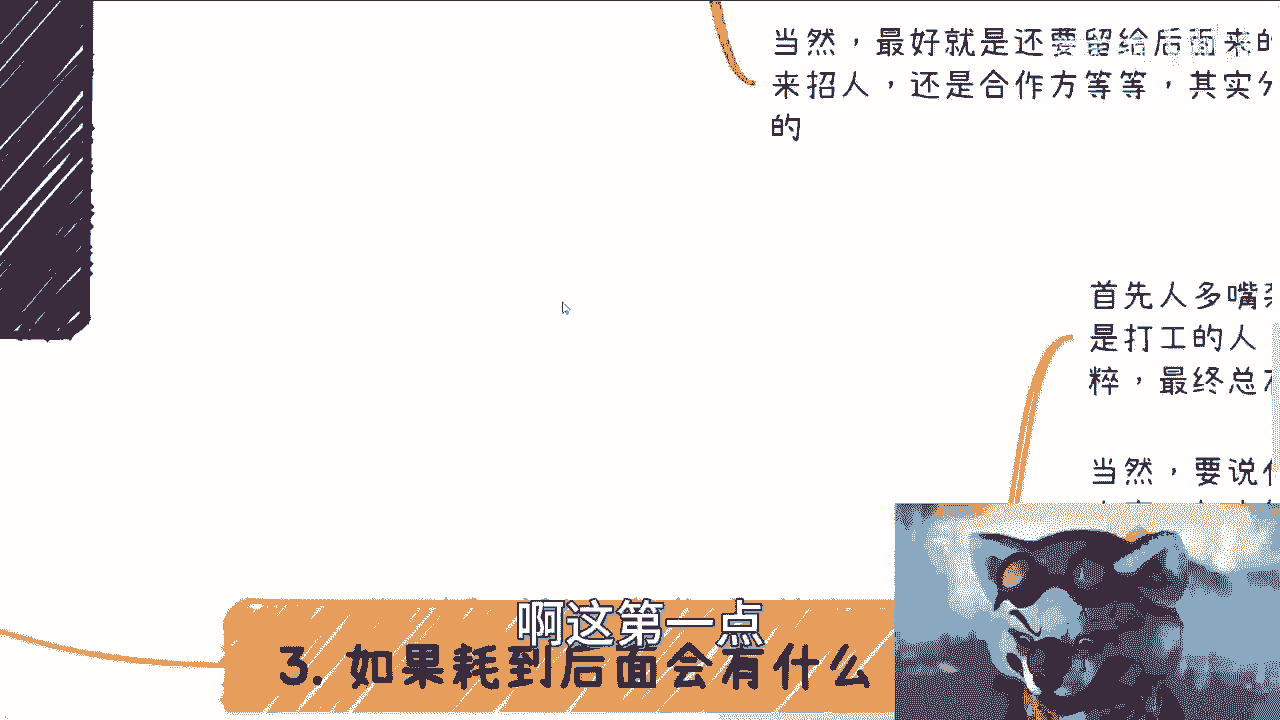 当然，最好就是还要留给后面来的
来招人，还是合作方等等，其实分
的
首先人多嘴杂
是打工的人
粹，最终总
当然，要说
啊这第一点
3. 如果耗到后面会有什么